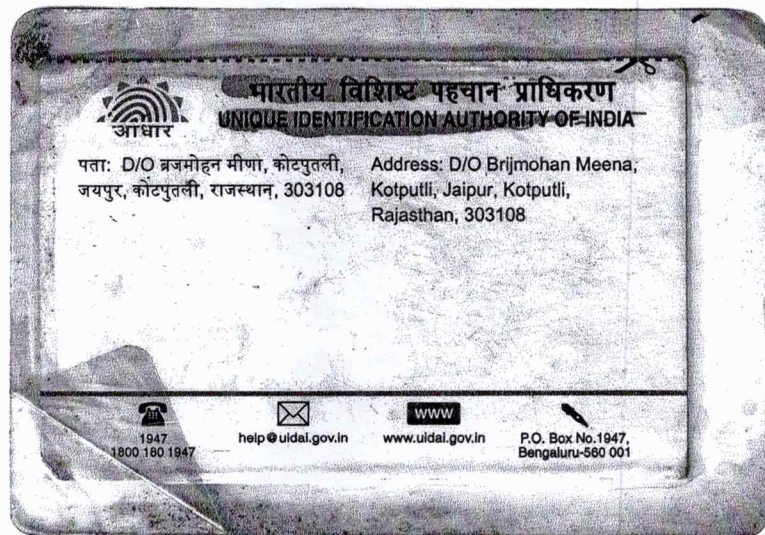 भारतीय विशिष्ट पहचान प्राधिकरण
आधार
UNIQUE IDENTIFICATION AUTHORITY OF INDIA
पता: D/O ब्रजमोहन मीणा, कोटपुतली,
जयपुर, कोटपुतली, राजस्थान, 303108
Address: D/O Brijmohan Meena,
Kotputli, Jaipur, Kotputli,
Rajasthan, 303108
1947
1800 180 1947
help@uidai.gov.in
WWW
www.uidai.gov.in
P.O. Box No.1947,
Bengaluru-560 001